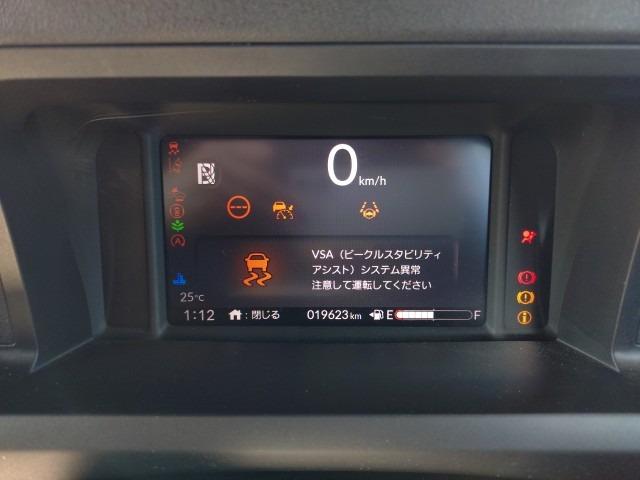 0 km/h
VSA（ビークルスタビリティ
アシスト）システム異常
注意して運転してください
25℃
1:12 : 閉じる 019623 km E F